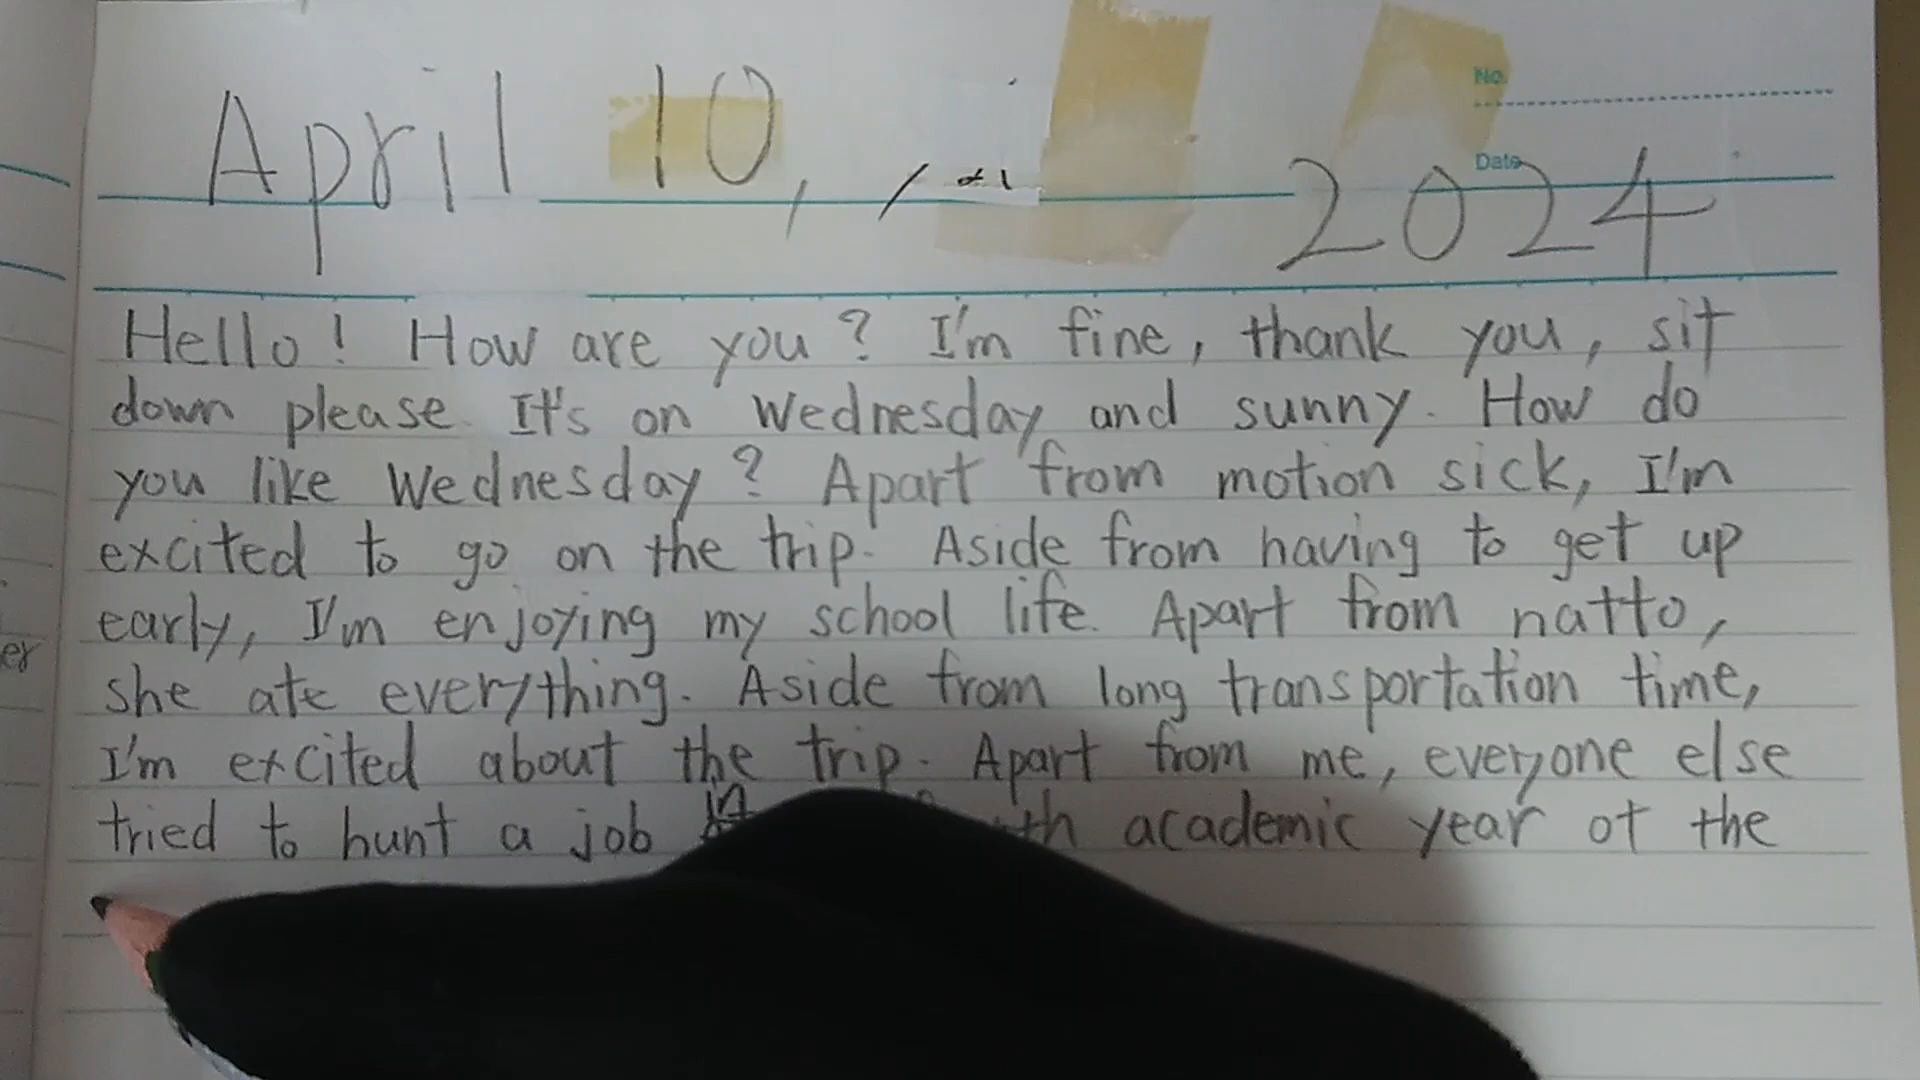 No.
April 10, 2024
Date
Hello! How are you? I'm fine, thank you, sit
down please. It's on Wednesday and sunny. How do
you like Wednesday? Apart from motion sick, I'm
excited to go on the trip. Aside from having to get up
early, I'm enjoying my school life. Apart from natto,
er
she ate everything. Aside from long transportation time,
I'm excited about the trip. Apart from me, everyone else
tried to hunt a job academic year of the